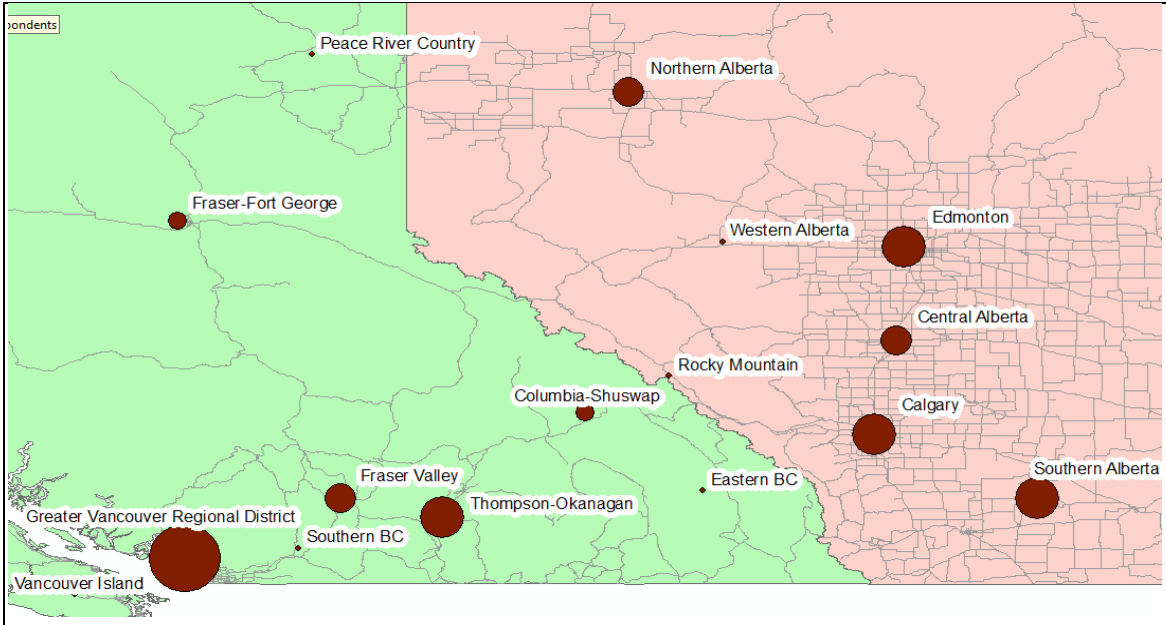 pondents
Peace River Country
Northern Alberta
Fraser-Fort George
Edmonton
Western Alberta
Central Alberta
Rocky Mountain
Columbia-Shuswap
Calgary
Southern Alberta
Fraser Valley
Eastern BC
Thompson-Okanagan
Greater Vancouver Regional District
Southern BC
Vancouver Island